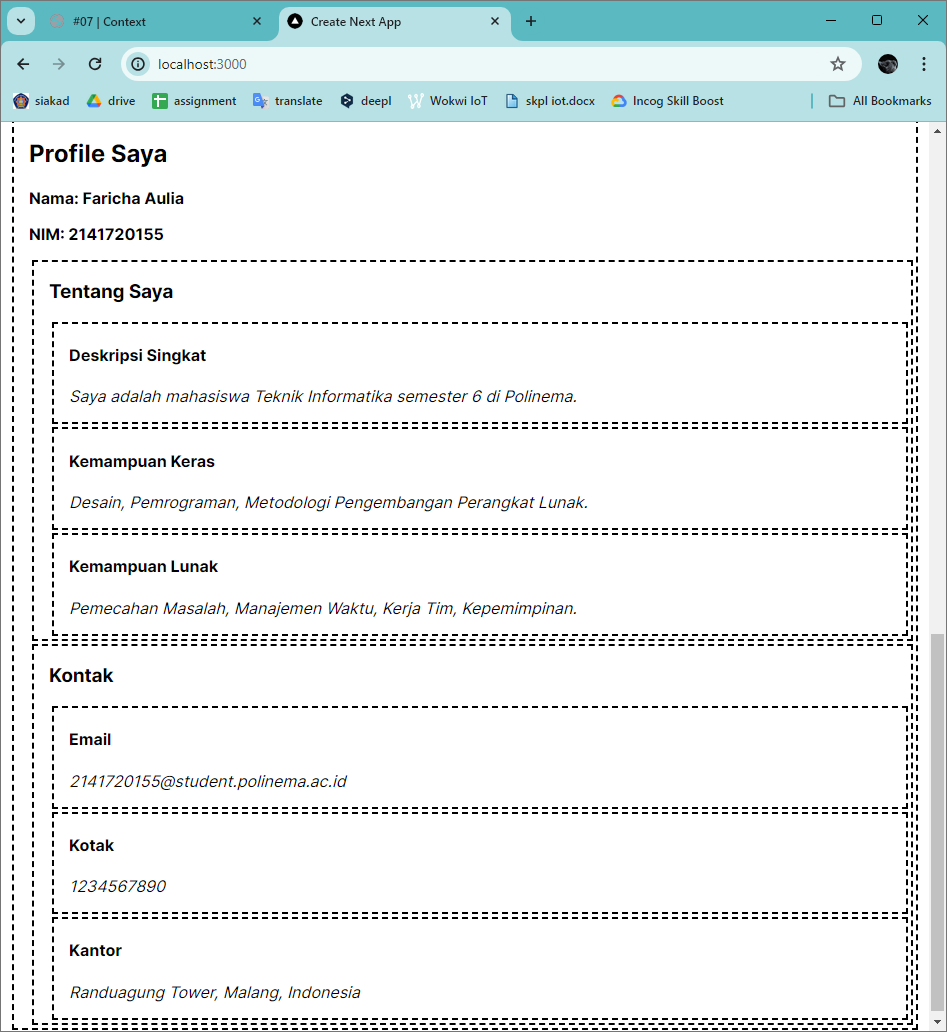 #07 | Context
Create Next App
localhost:3000
siakad
drive
assignment
translate
deepl
Wokwi IoT
skpl iot.docx
Incog Skill Boost
All Bookmarks
Profile Saya
Nama: Faricha Aulia
NIM: 2141720155
Tentang Saya
Deskripsi Singkat
Saya adalah mahasiswa Teknik Informatika semester 6 di Polinema.
Kemampuan Keras
Desain, Pemrograman, Metodologi Pengembangan Perangkat Lunak.
Kemampuan Lunak
Pemecahan Masalah, Manajemen Waktu, Kerja Tim, Kepemimpinan.
Kontak
Email
2141720155@student.polinema.ac.id
Kotak
1234567890
Kantor
Randuagung Tower, Malang, Indonesia